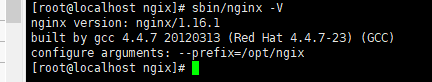 [root@localhost ngix]# sbin/nginx -V
nginx version: nginx/1.16.1
built by gcc 4.4.7 20120313 (Red Hat 4.4.7-23) (GCC)
configure arguments: --prefix=/opt/ngix
[root@localhost ngix]#